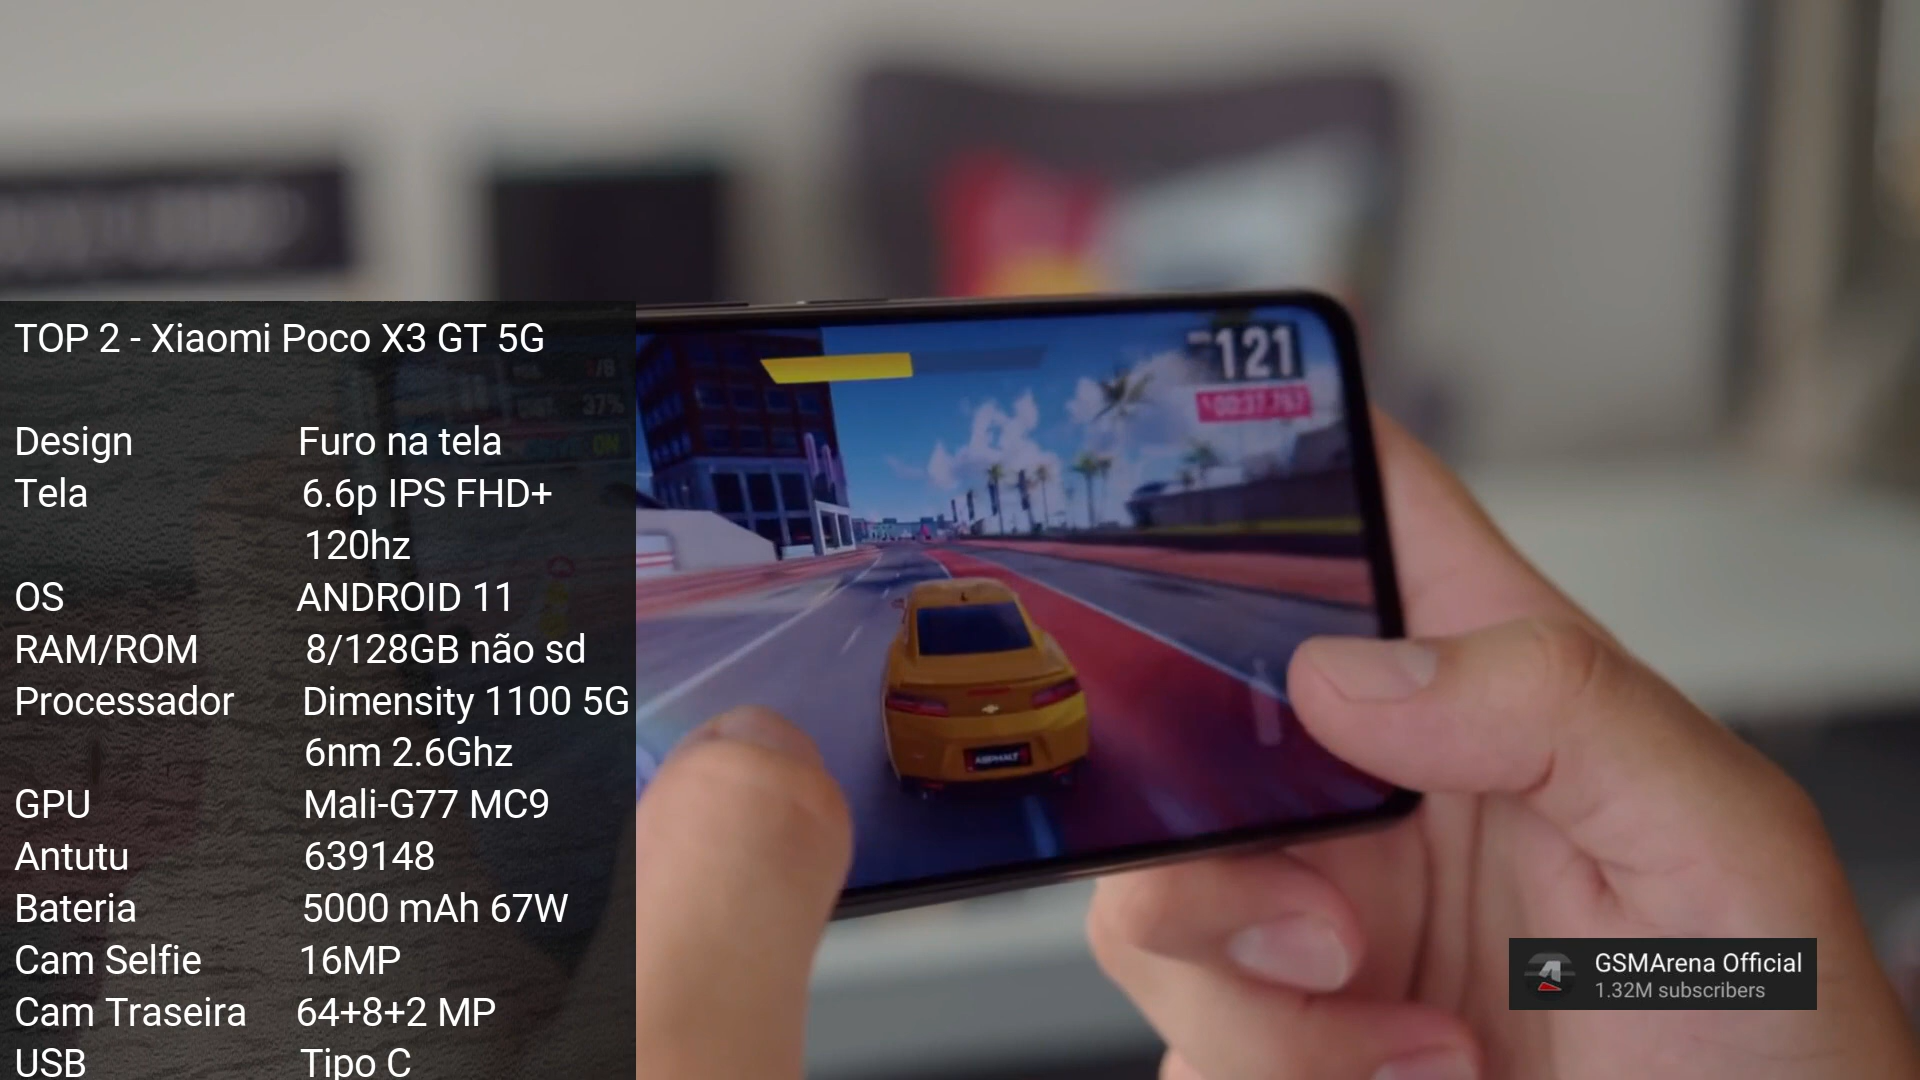 TOP 2 - Xiaomi Poco X3 GT 5G
Design Furo na tela
Tela 6.6p IPS FHD+
120hz
OS ANDROID 11
RAM/ROM 8/128GB não sd
Processador Dimensity 1100 5G
6nm 2.6Ghz
GPU Mali-G77 MC9
Antutu 639148
Bateria 5000 mAh 67W
Cam Selfie 16MP
Cam Traseira 64+8+2 MP
USB Tipo C
121
ASPHALT
37%
ON
GSMArena Official
1.32M subscribers